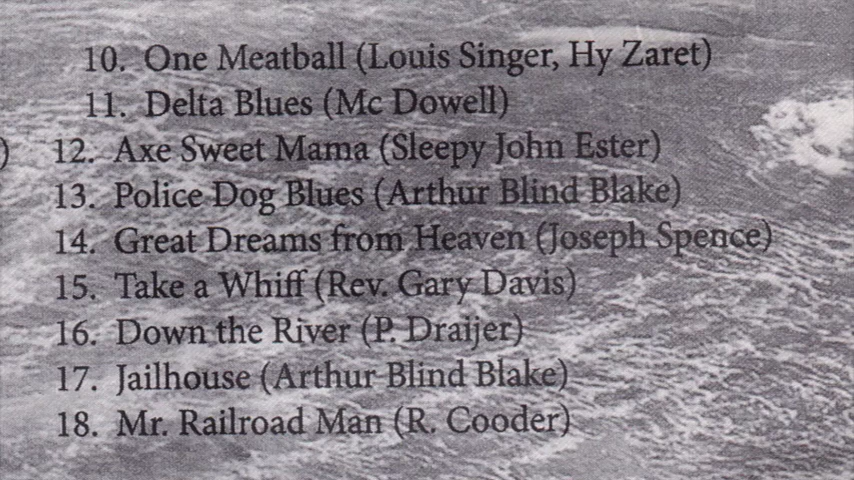 10. One Meatball (Louis Singer, Hy Zaret)
11. Delta Blues (Mc Dowell)
) 12. Axe Sweet Mama (Sleepy John Ester)
13. Police Dog Blues (Arthur Blind Blake)
14. Great Dreams from Heaven (Joseph Spence)
15. Take a Whiff (Rev. Gary Davis)
16. Down the River (P. Draijer)
17. Jailhouse (Arthur Blind Blake)
18. Mr. Railroad Man (R. Cooder)